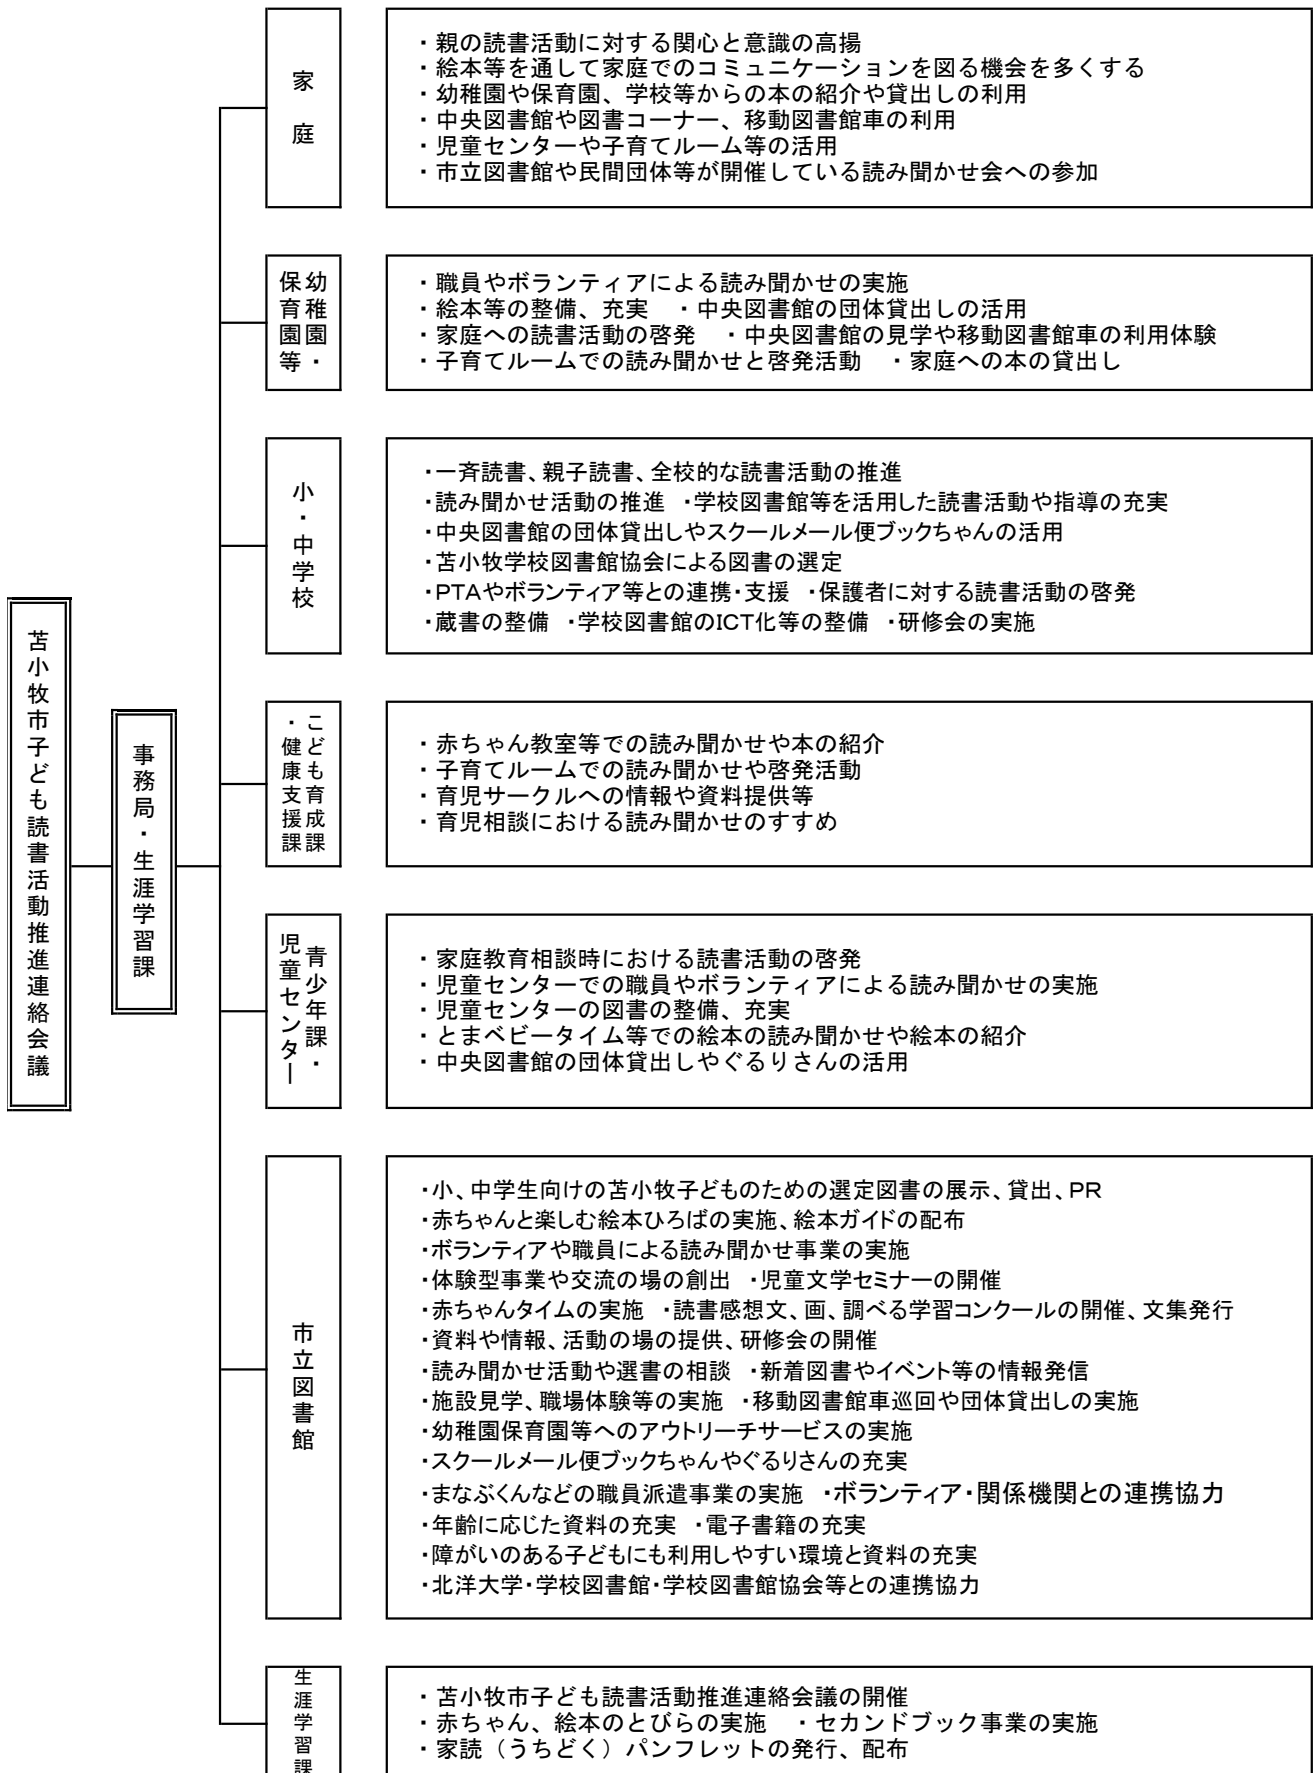 苫小牧市子ども読書活動推進連絡会議
事務局・生涯学習課
家庭
・親の読書活動に対する関心と意識の高揚
・絵本等を通して家庭でのコミュニケーションを図る機会を多くする
・幼稚園や保育園、学校等からの本の紹介や貸出しの利用
・中央図書館や図書コーナー、移動図書館車の利用
・児童センターや子育てルーム等の活用
・市立図書館や民間団体等が開催している読み聞かせ会への参加
幼稚園・
保育園等
・職員やボランティアによる読み聞かせの実施
・絵本等の整備、充実　・中央図書館の団体貸出しの活用
・家庭への読書活動の啓発　・中央図書館の見学や移動図書館車の利用体験
・子育てルームでの読み聞かせと啓発活動　・家庭への本の貸出し
小・中学校
・一斉読書、親子読書、全校的な読書活動の推進
・読み聞かせ活動の推進　・学校図書館等を活用した読書活動や指導の充実
・中央図書館の団体貸出しやスクールメール便ブックちゃんの活用
・苫小牧学校図書館協会による図書の選定
・PTAやボランティア等との連携・支援　・保護者に対する読書活動の啓発
・蔵書の整備　・学校図書館のICT化等の整備　・研修会の実施
こども育成課
・健康支援課
・赤ちゃん教室等での読み聞かせや本の紹介
・子育てルームでの読み聞かせや啓発活動
・育児サークルへの情報や資料提供等
・育児相談における読み聞かせのすすめ
青少年課・
児童センター
・家庭教育相談時における読書活動の啓発
・児童センターでの職員やボランティアによる読み聞かせの実施
・児童センターの図書の整備、充実
・とまベビータイム等での絵本の読み聞かせや絵本の紹介
・中央図書館の団体貸出しやぐるりさんの活用
市立図書館
・小、中学生向けの苫小牧子どものための選定図書の展示、貸出、PR
・赤ちゃんと楽しむ絵本ひろばの実施、絵本ガイドの配布
・ボランティアや職員による読み聞かせ事業の実施
・体験型事業や交流の場の創出　・児童文学セミナーの開催
・赤ちゃんタイムの実施　・読書感想文、画、調べる学習コンクールの開催、文集発行
・資料や情報、活動の場の提供、研修会の開催
・読み聞かせ活動や選書の相談　・新着図書やイベント等の情報発信
・施設見学、職場体験等の実施　・移動図書館車巡回や団体貸出しの実施
・幼稚園保育園等へのアウトリーチサービスの実施
・スクールメール便ブックちゃんやぐるりさんの充実
・まなぶくんなどの職員派遣事業の実施　・ボランティア・関係機関との連携協力
・年齢に応じた資料の充実　・電子書籍の充実
・障がいのある子どもにも利用しやすい環境と資料の充実
・北洋大学・学校図書館・学校図書館協会等との連携協力
生涯学習課
・苫小牧市子ども読書活動推進連絡会議の開催
・赤ちゃん、絵本のとびらの実施　・セカンドブック事業の実施
・家読（うちどく）パンフレットの発行、配布